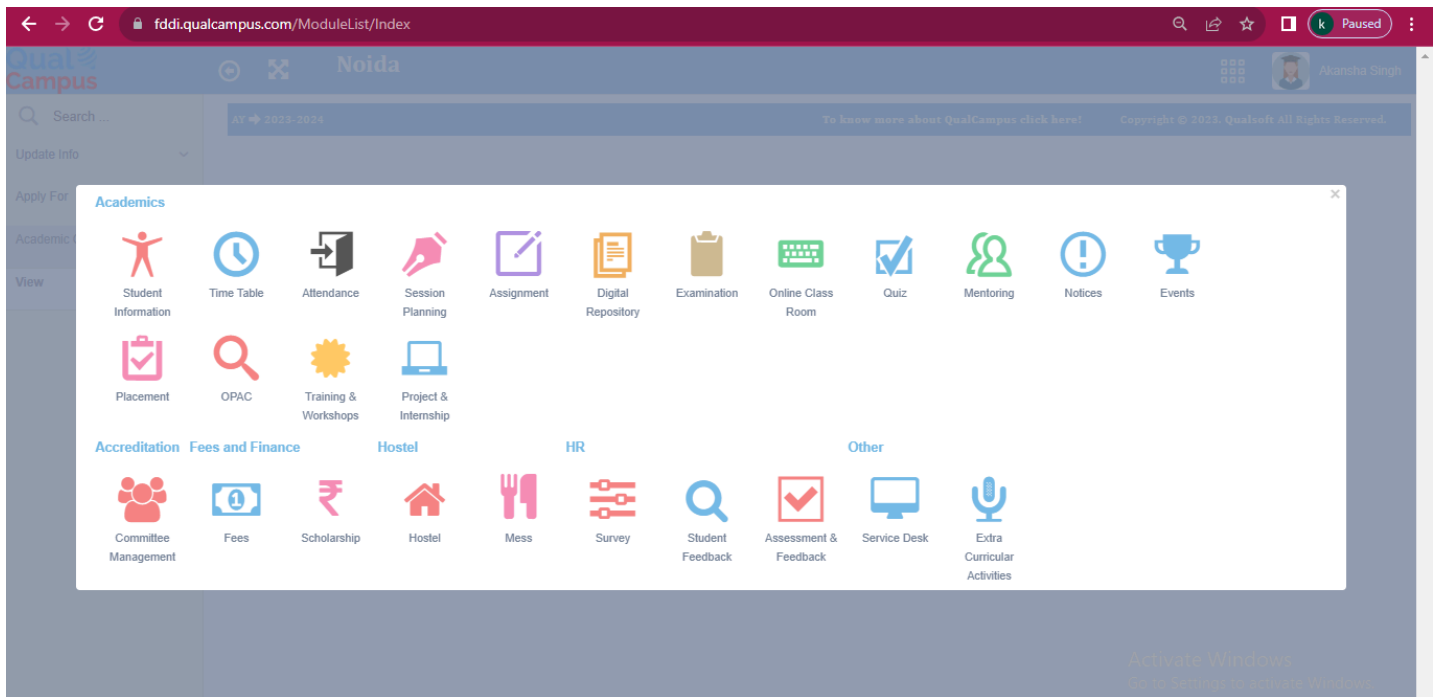 fddi.qualcampus.com/ModuleList/Index
k Paused
Qual
Campus
Noida
Akansha Singh
Search ...
AY 2023-2024
To know more about QualCampus click here!
Copyright © 2023, Qualsoft All Rights Reserved.
Update Info
Apply For
Academic
View
Academics
Student
Information
Time Table
Attendance
Session
Planning
Assignment
Digital
Repository
Examination
Online Class
Room
Quiz
Mentoring
Notices
Events
Placement
OPAC
Training &
Workshops
Project &
Internship
Accreditation
Fees and Finance
Hostel
HR
Other
Committee
Management
1
Fees
₹
Scholarship
Hostel
Mess
Survey
Student
Feedback
Assessment &
Feedback
Service Desk
Extra
Curricular
Activities
Activate Windows
Go to Settings to activate Windows.